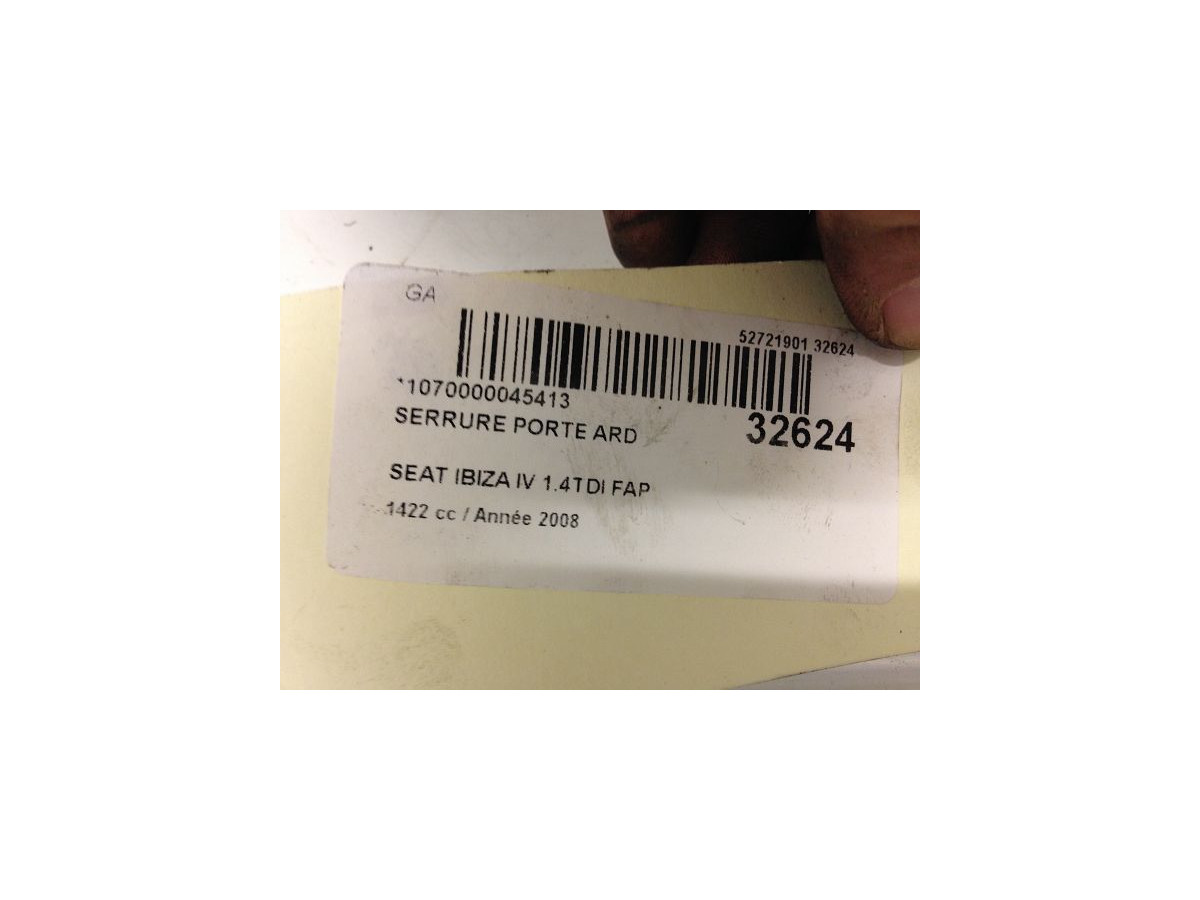 GA
52721901 32624
*1070000045413
32624
SERRURE PORTE ARD
SEAT IBIZA IV 1.4TDI FAP
1422 cc / Année 2008